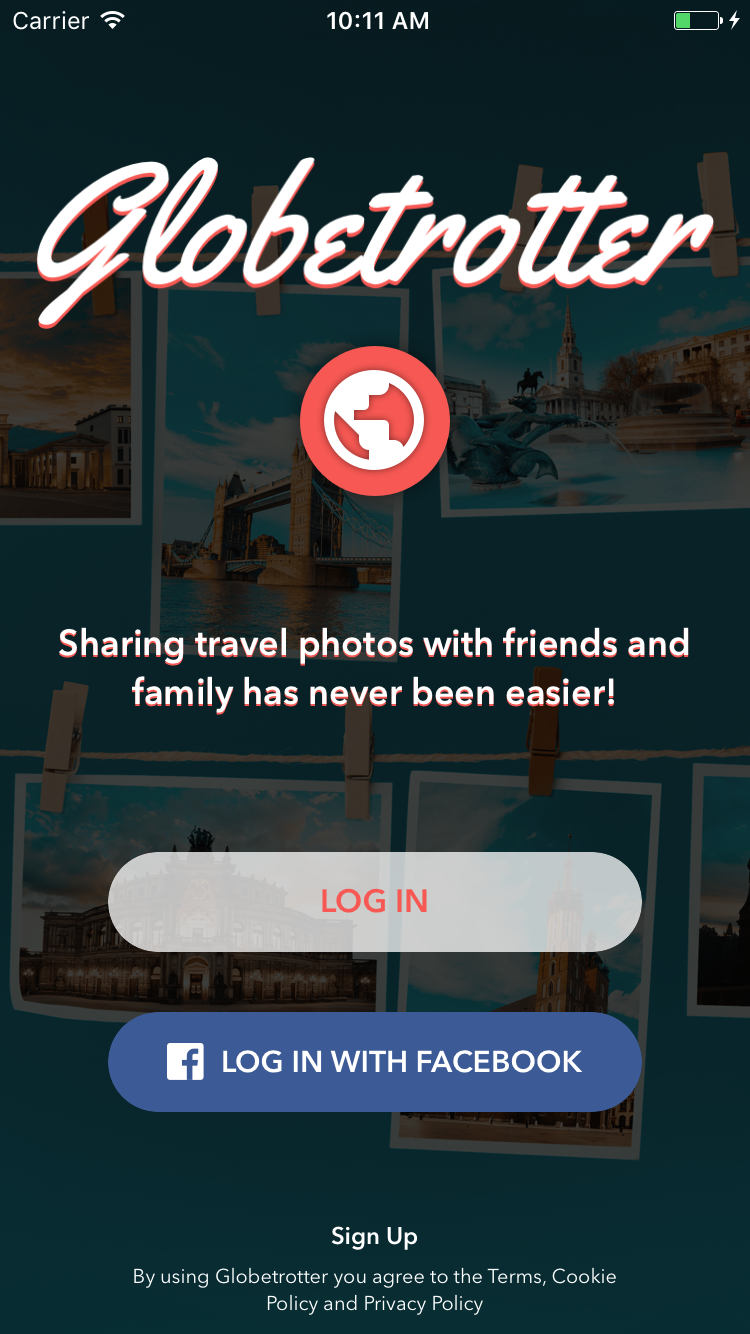 Carrier 10:11 AM
Globetrotter
Sharing travel photos with friends and
family has never been easier!
LOG IN
LOG IN WITH FACEBOOK
Sign Up
By using Globetrotter you agree to the Terms, Cookie
Policy and Privacy Policy